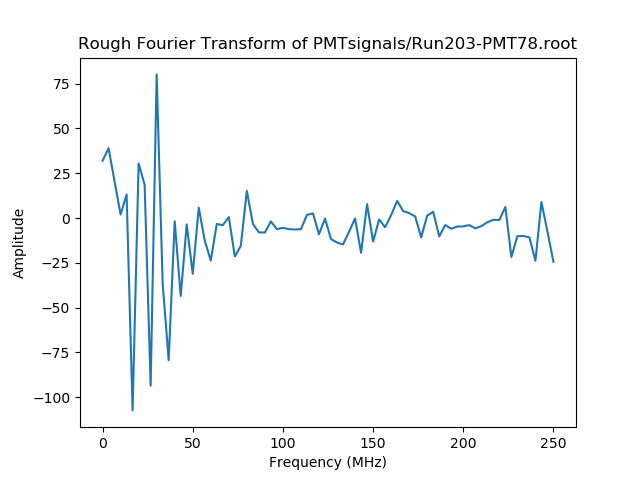 Rough Fourier Transform of PMTsignals/Run203-PMT78.root
75
50
25
0
−25
−50
−75
−100
Amplitude
0 50 100 150 200 250
Frequency (MHz)